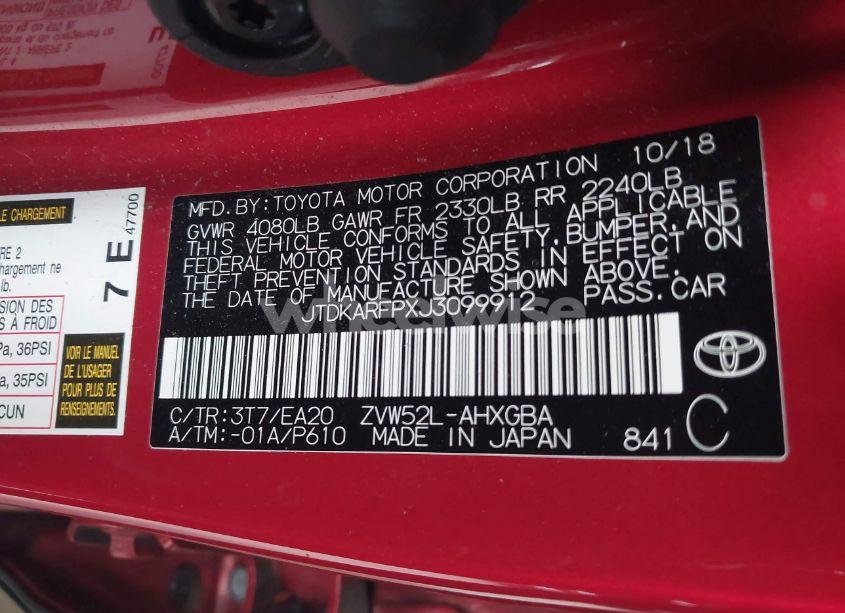 MFD. BY: TOYOTA MOTOR CORPORATION 10/18
GVWR 4080LB GAWR FR 2330LB RR 2240LB
THIS VEHICLE CONFORMS TO ALL APPLICABLE
FEDERAL MOTOR VEHICLE SAFETY, BUMPER, AND
THEFT PREVENTION STANDARDS IN EFFECT ON
THE DATE OF MANUFACTURE SHOWN ABOVE.
JTDKARFPXJ3099912 PASS. CAR
C/TR: 3T7/EA20 ZVW52L-AHXGBA
A/TM: -01A/P610 MADE IN JAPAN 841 C
wheelwise
LE CHARGEMENT
7 E 47700
RE 2
chargement ne
lb.
SION DES
S À FROID
Pa, 36PSI
a, 35PSI
CUN
VOIR LE MANUEL
DE L'USAGER
POUR PLUS DE
RENSEIGNEMENTS